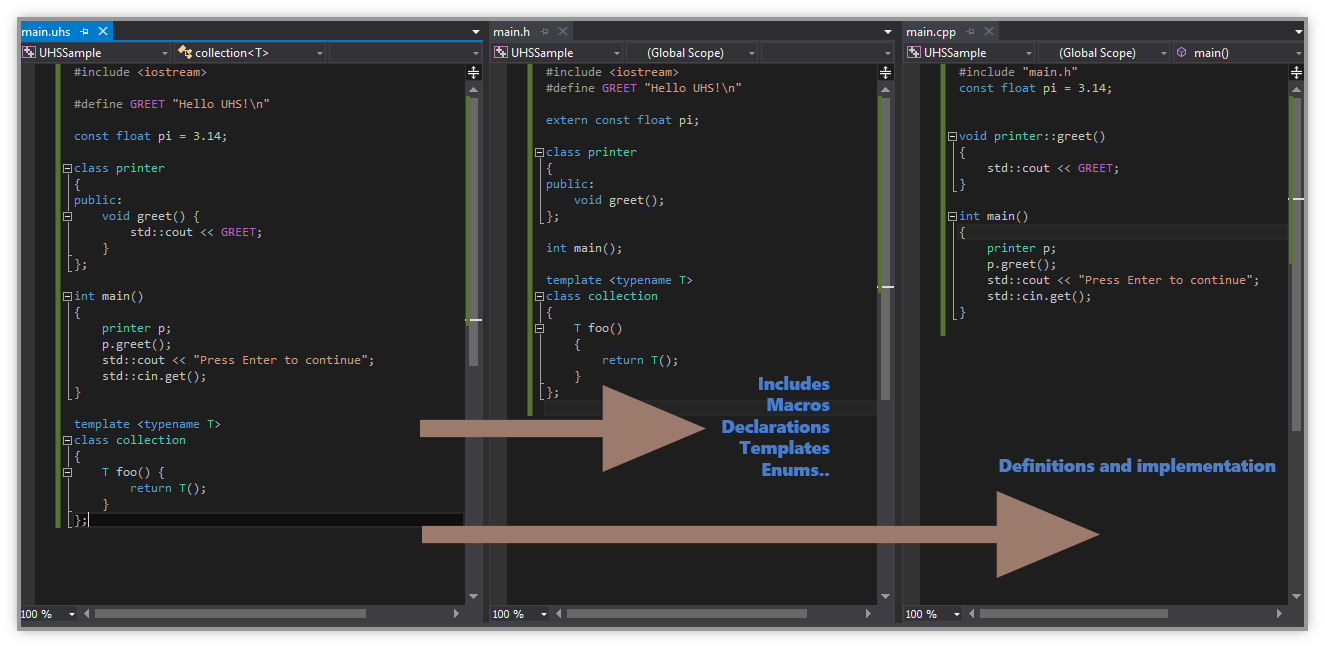 main.uhs
UHSSample
collection<T>
#include <iostream>
#define GREET "Hello UHS!\n"
const float pi = 3.14;
class printer
{
public:
void greet() {
std::cout << GREET;
}
};
int main()
{
printer p;
p.greet();
std::cout << "Press Enter to continue";
std::cin.get();
}
template <typename T>
class collection
{
T foo() {
return T();
}
};
100 %
main.h
UHSSample
(Global Scope)
#include <iostream>
#define GREET "Hello UHS!\n"
extern const float pi;
class printer
{
public:
void greet();
};
int main();
template <typename T>
class collection
{
T foo()
{
return T();
}
};
Includes
Macros
Declarations
Templates
Enums..
100 %
main.cpp
UHSSample
(Global Scope)
main()
#include "main.h"
const float pi = 3.14;
void printer::greet()
{
std::cout << GREET;
}
int main()
{
printer p;
p.greet();
std::cout << "Press Enter to continue";
std::cin.get();
}
Definitions and implementation
100 %